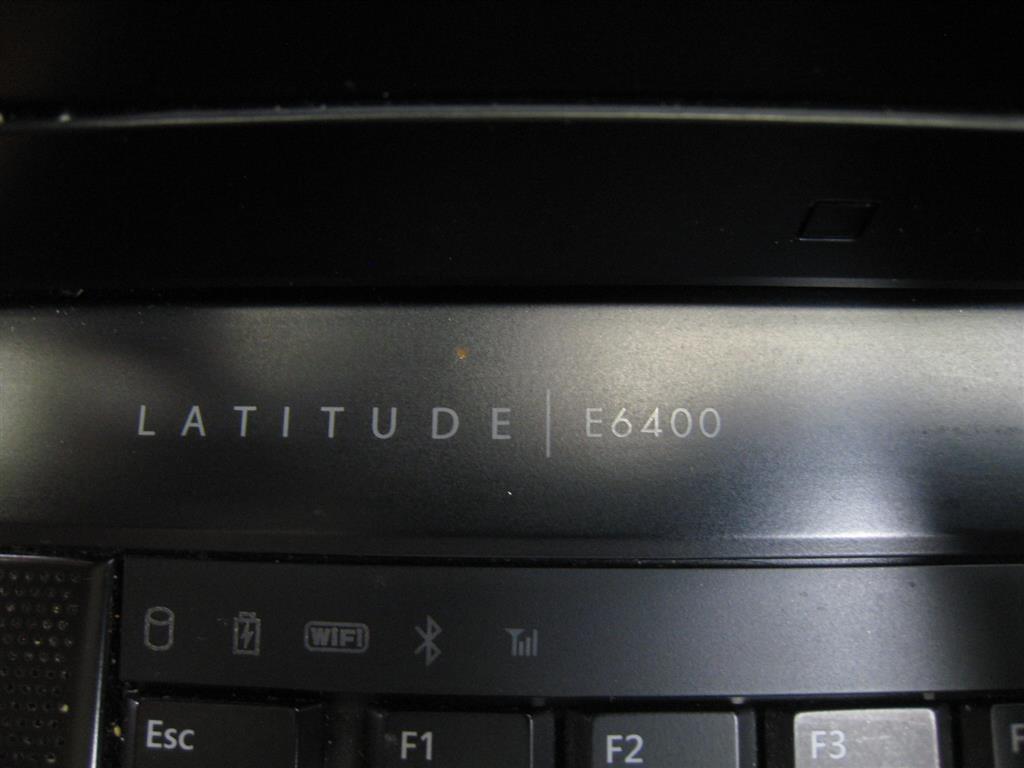 LATITUDE | E6400
WiFi
Esc F1 F2 F3 F